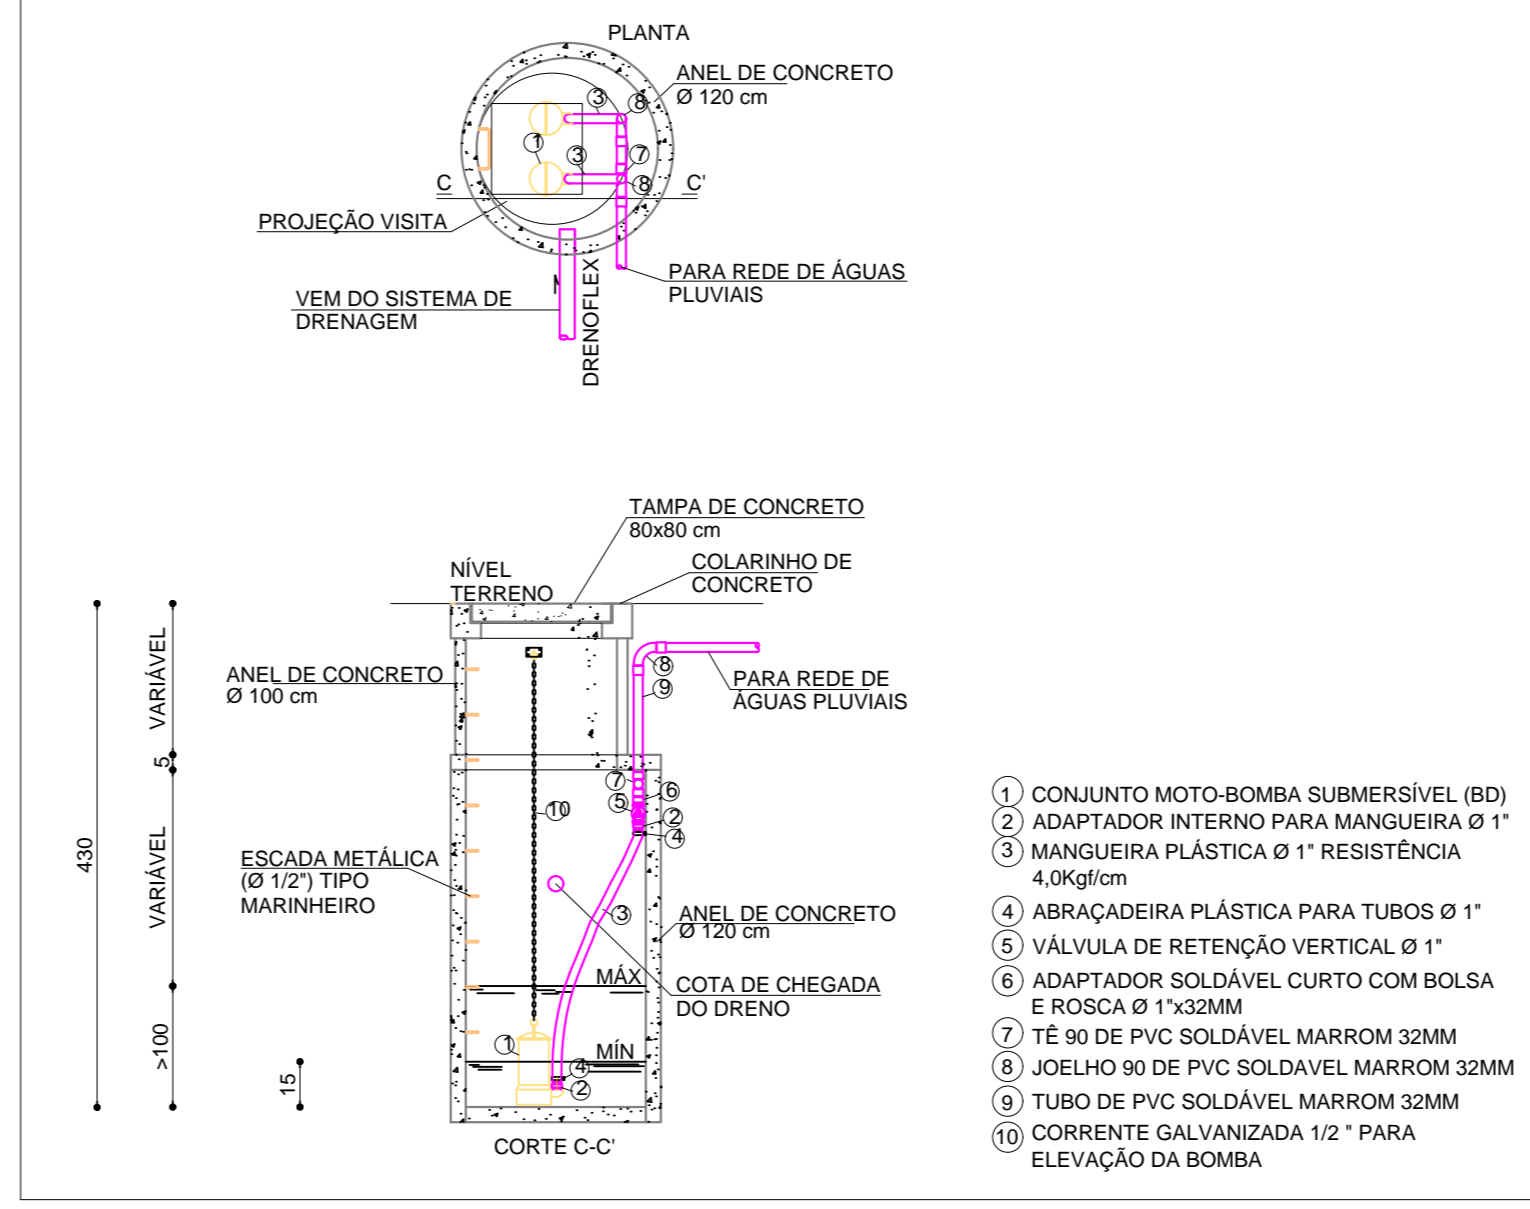 PLANTA
ANEL DE CONCRETO
Ø 120 cm
3
8
1
3
7
8
C
C'
PROJEÇÃO VISITA
PARA REDE DE ÁGUAS
PLUVIAIS
VEM DO SISTEMA DE
DRENAGEM
DRENOFLEX
TAMPA DE CONCRETO
80x80 cm
COLARINHO DE
CONCRETO
NÍVEL
TERRENO
ANEL DE CONCRETO
Ø 100 cm
8
9
PARA REDE DE
ÁGUAS PLUVIAIS
VARIÁVEL
5
VARIÁVEL
>100
430
15
7
6
5
2
4
10
ESCADA METÁLICA
(Ø 1/2") TIPO
MARINHEIRO
3
ANEL DE CONCRETO
Ø 120 cm
MÁX
COTA DE CHEGADA
DO DRENO
1
MÍN
4
2
CORTE C-C'
1 CONJUNTO MOTO-BOMBA SUBMERSÍVEL (BD)
2 ADAPTADOR INTERNO PARA MANGUEIRA Ø 1"
3 MANGUEIRA PLÁSTICA Ø 1" RESISTÊNCIA
4,0Kgf/cm
4 ABRAÇADEIRA PLÁSTICA PARA TUBOS Ø 1"
5 VÁLVULA DE RETENÇÃO VERTICAL Ø 1"
6 ADAPTADOR SOLDÁVEL CURTO COM BOLSA
E ROSCA Ø 1"x32MM
7 TÊ 90 DE PVC SOLDÁVEL MARROM 32MM
8 JOELHO 90 DE PVC SOLDAVEL MARROM 32MM
9 TUBO DE PVC SOLDÁVEL MARROM 32MM
10 CORRENTE GALVANIZADA 1/2 " PARA
ELEVAÇÃO DA BOMBA